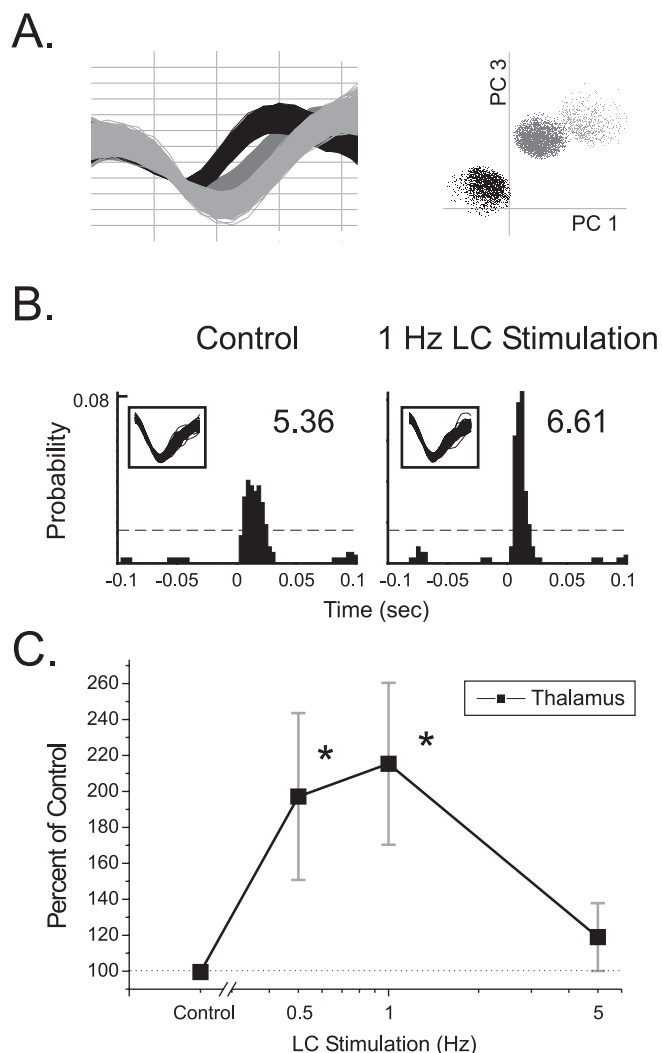 A.
PC 3
PC 1
B.
Control
1 Hz LC Stimulation
0.08
5.36
6.61
Probability
-0.1 -0.05 0 0.05 0.1
-0.1 -0.05 0 0.05 0.1
Time (sec)
C.
Thalamus
260
240
220
200
180
160
140
120
100
* *
Percent of Control
Control 0.5 1 5
LC Stimulation (Hz)